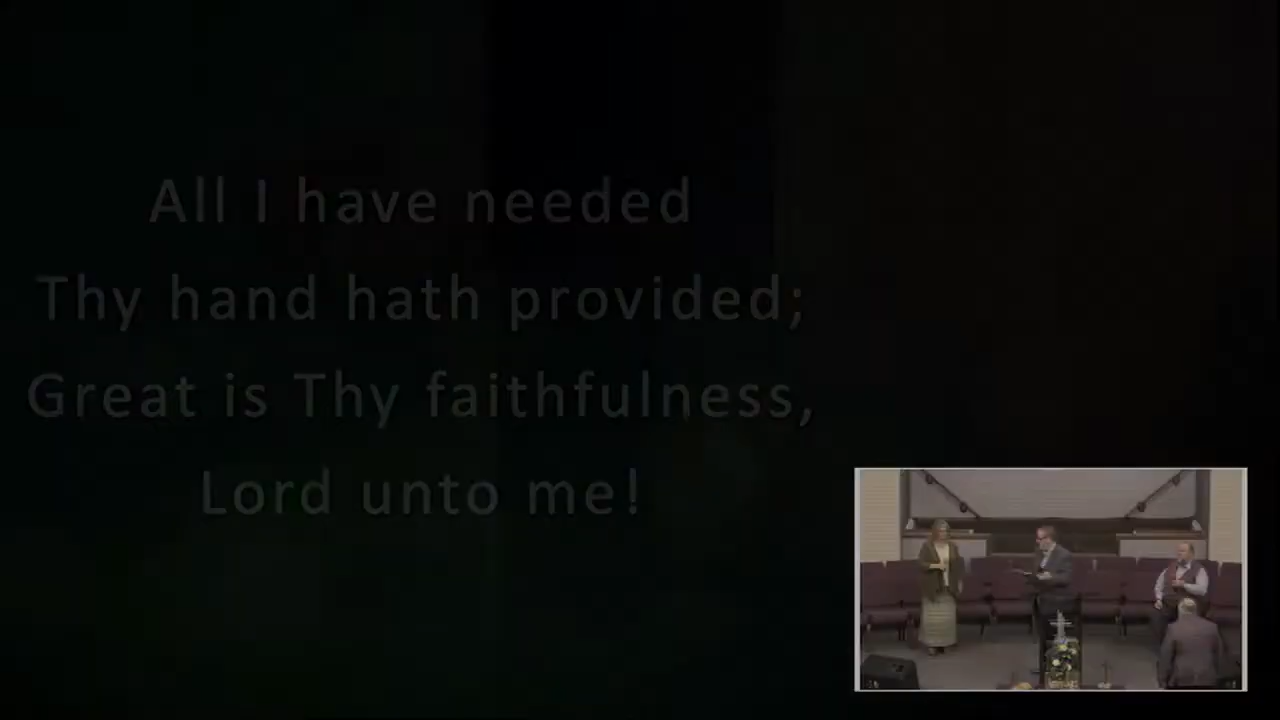 All I have needed
Thy hand hath provided;
Great is Thy faithfulness,
Lord unto me!